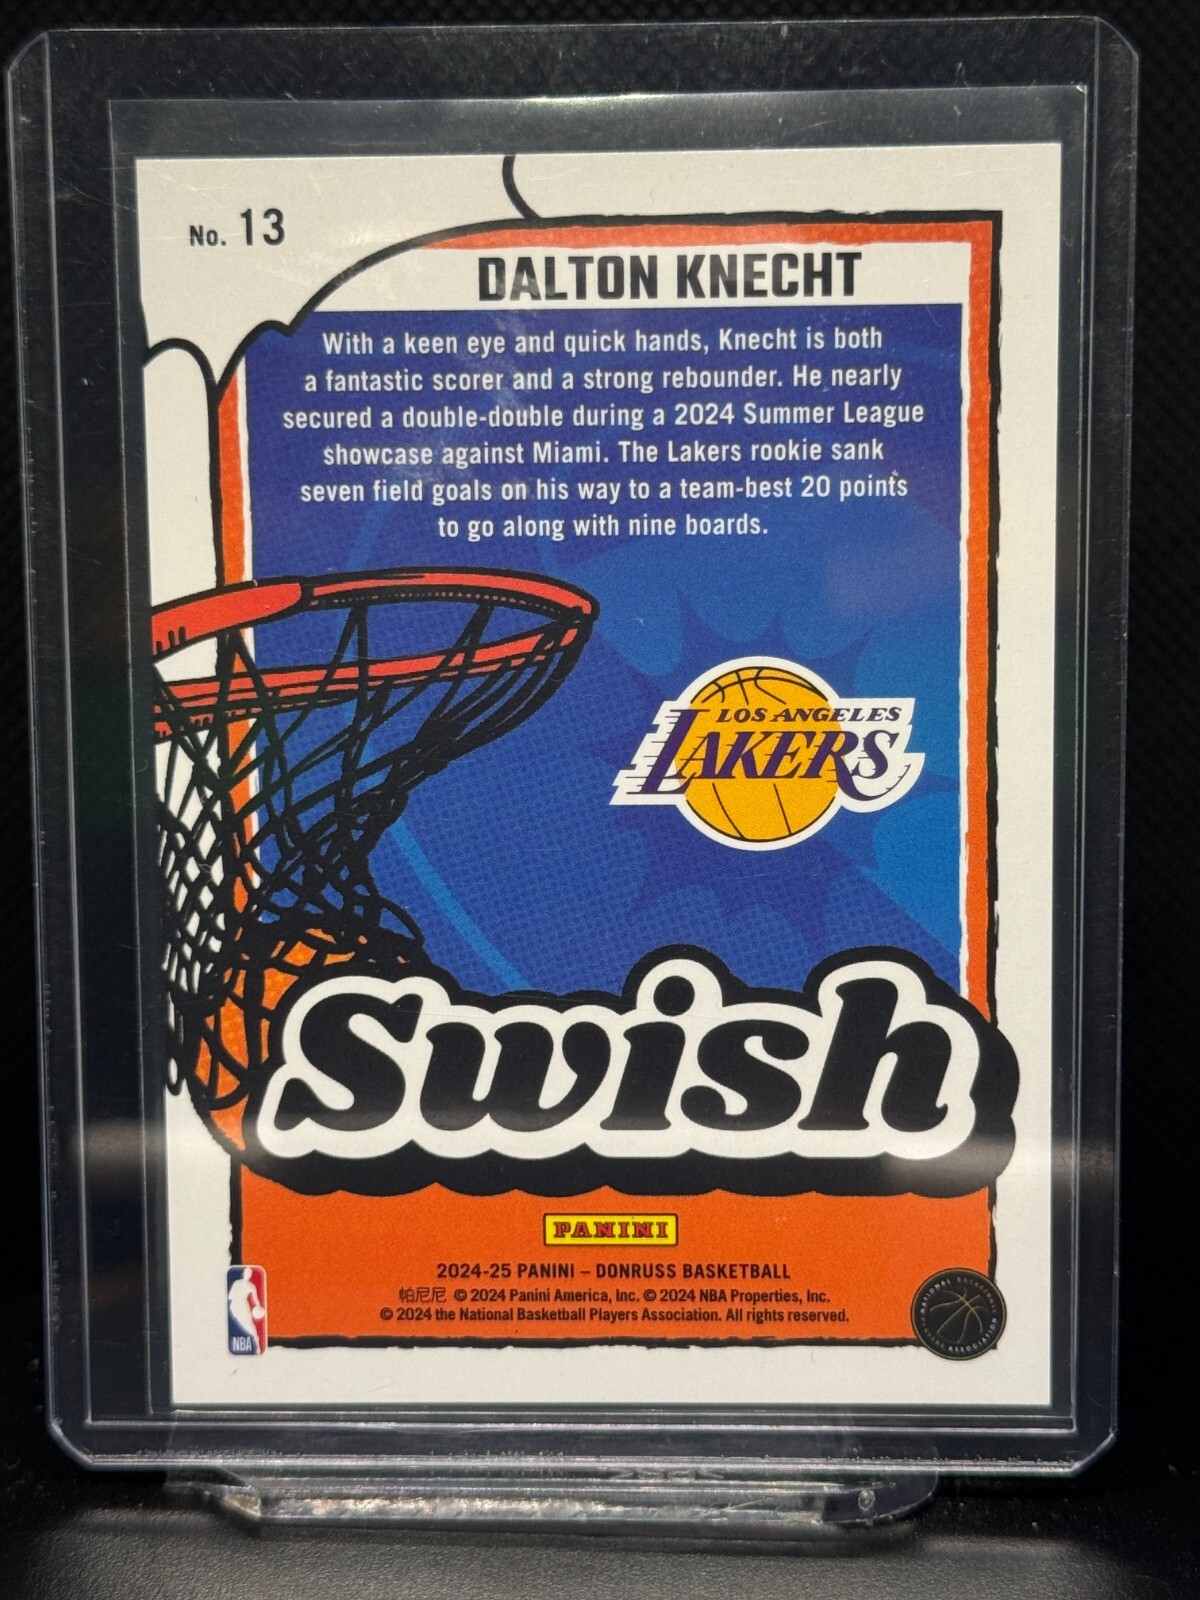 No. 13
DALTON KNECHT
With a keen eye and quick hands, Knecht is both
a fantastic scorer and a strong rebounder. He nearly
secured a double-double during a 2024 Summer League
showcase against Miami. The Lakers rookie sank
seven field goals on his way to a team-best 20 points
to go along with nine boards.
LOS ANGELES
LAKERS
Swish
PANINI
2024-25 PANINI – DONRUSS BASKETBALL
帕尼尼 © 2024 Panini America, Inc. © 2024 NBA Properties, Inc.
© 2024 the National Basketball Players Association. All rights reserved.
NBA
NATIONAL BASKETBALL
PLAYERS ASSOCIATION